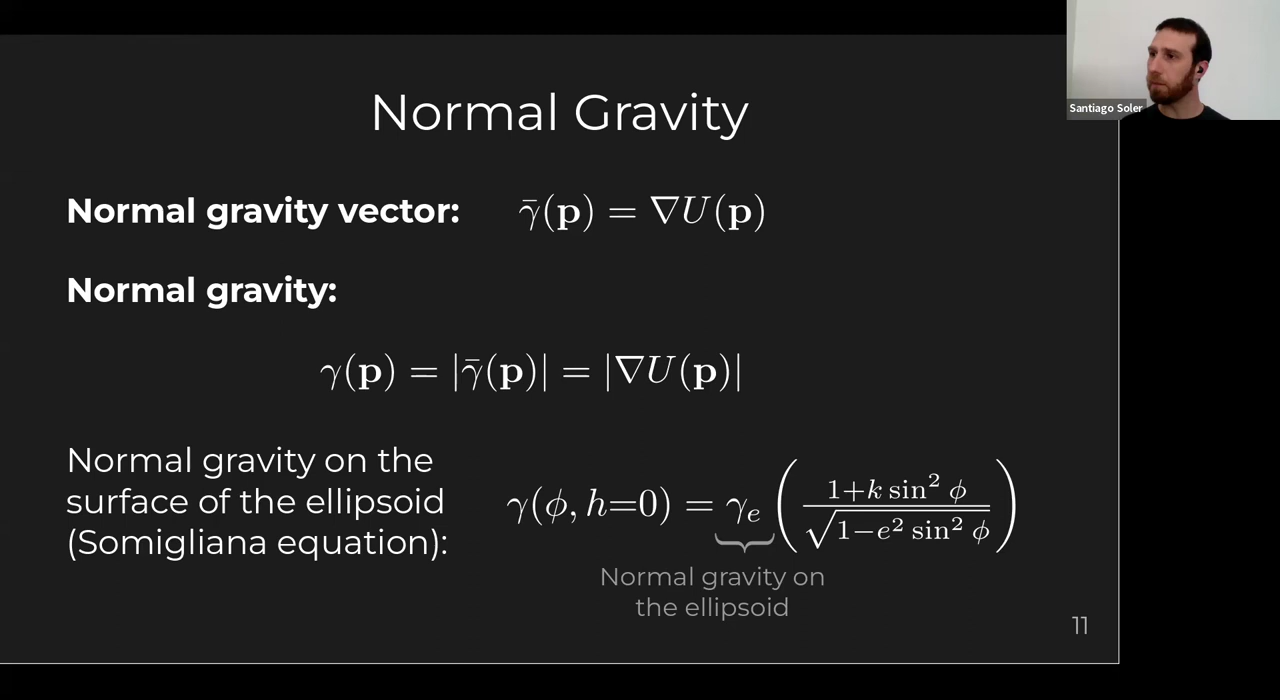 Normal Gravity
Santiago Soler
Normal gravity vector: γ̄(𝐩) = ∇U(𝐩)
Normal gravity:
γ(𝐩) = |γ̄(𝐩)| = |∇U(𝐩)|
Normal gravity on the
surface of the ellipsoid
(Somigliana equation):
γ(ϕ, h=0) = γₑ ( (1+k sin² ϕ) / √(1−e² sin² ϕ) )
Normal gravity on
the ellipsoid
11